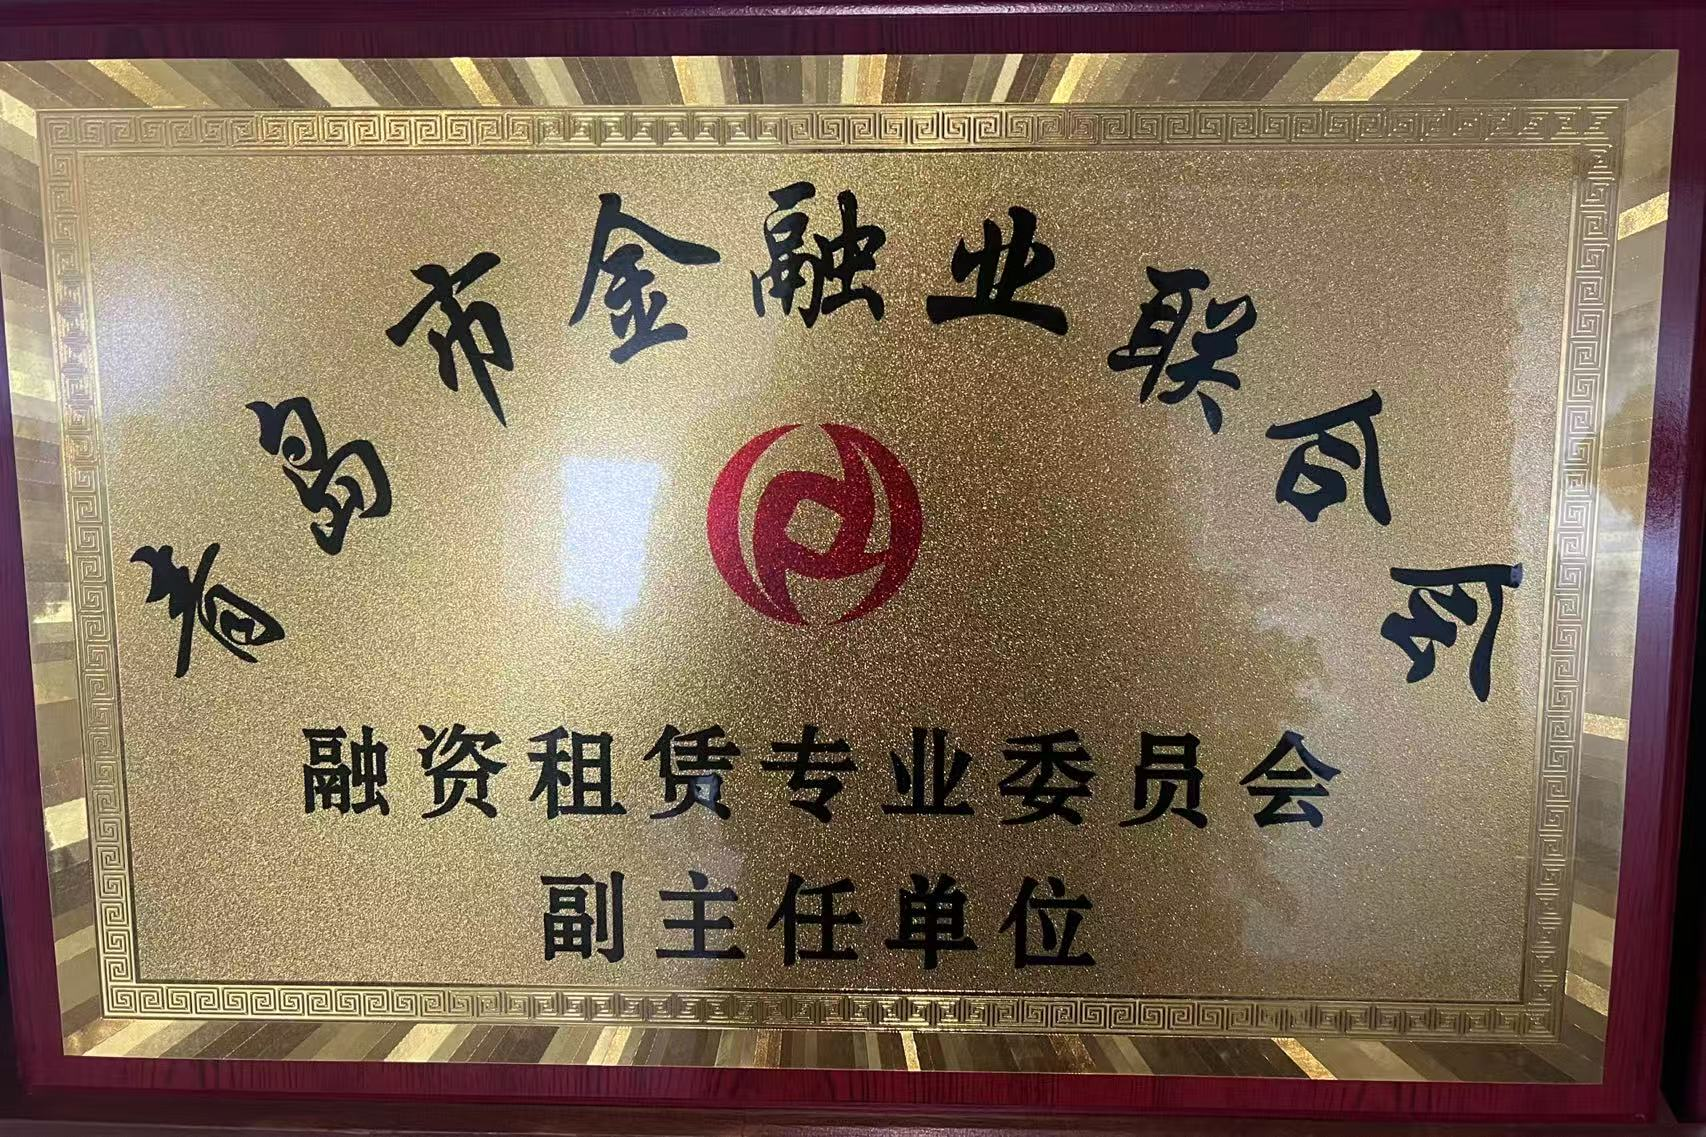 青岛市金融业联合会
融资租赁专业委员会
副主任单位